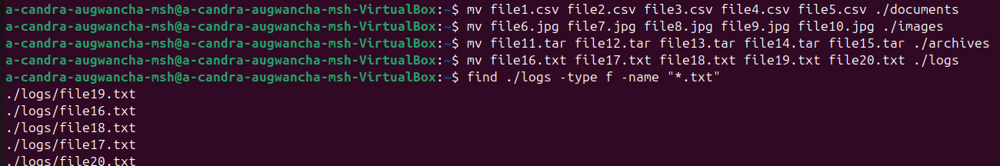 a-candra-augwancha-msh@a-candra-augwancha-msh-VirtualBox:~$ mv file1.csv file2.csv file3.csv file4.csv file5.csv ./documents
a-candra-augwancha-msh@a-candra-augwancha-msh-VirtualBox:~$ mv file6.jpg file7.jpg file8.jpg file9.jpg file10.jpg ./images
a-candra-augwancha-msh@a-candra-augwancha-msh-VirtualBox:~$ mv file11.tar file12.tar file13.tar file14.tar file15.tar ./archives
a-candra-augwancha-msh@a-candra-augwancha-msh-VirtualBox:~$ mv file16.txt file17.txt file18.txt file19.txt file20.txt ./logs
a-candra-augwancha-msh@a-candra-augwancha-msh-VirtualBox:~$ find ./logs -type f -name "*.txt"
./logs/file19.txt
./logs/file16.txt
./logs/file18.txt
./logs/file17.txt
./logs/file20.txt